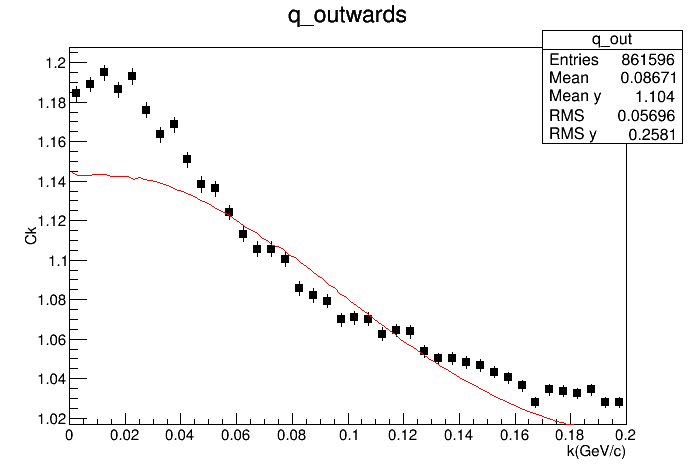 q_outwards
q_out
Entries 861596
Mean 0.08671
Mean y 1.104
RMS 0.05696
RMS y 0.2581
1.2
1.18
1.16
1.14
1.12
1.1
1.08
1.06
1.04
1.02
Ck
0 0.02 0.04 0.06 0.08 0.1 0.12 0.14 0.16 0.18 0.2
k(GeV/c)